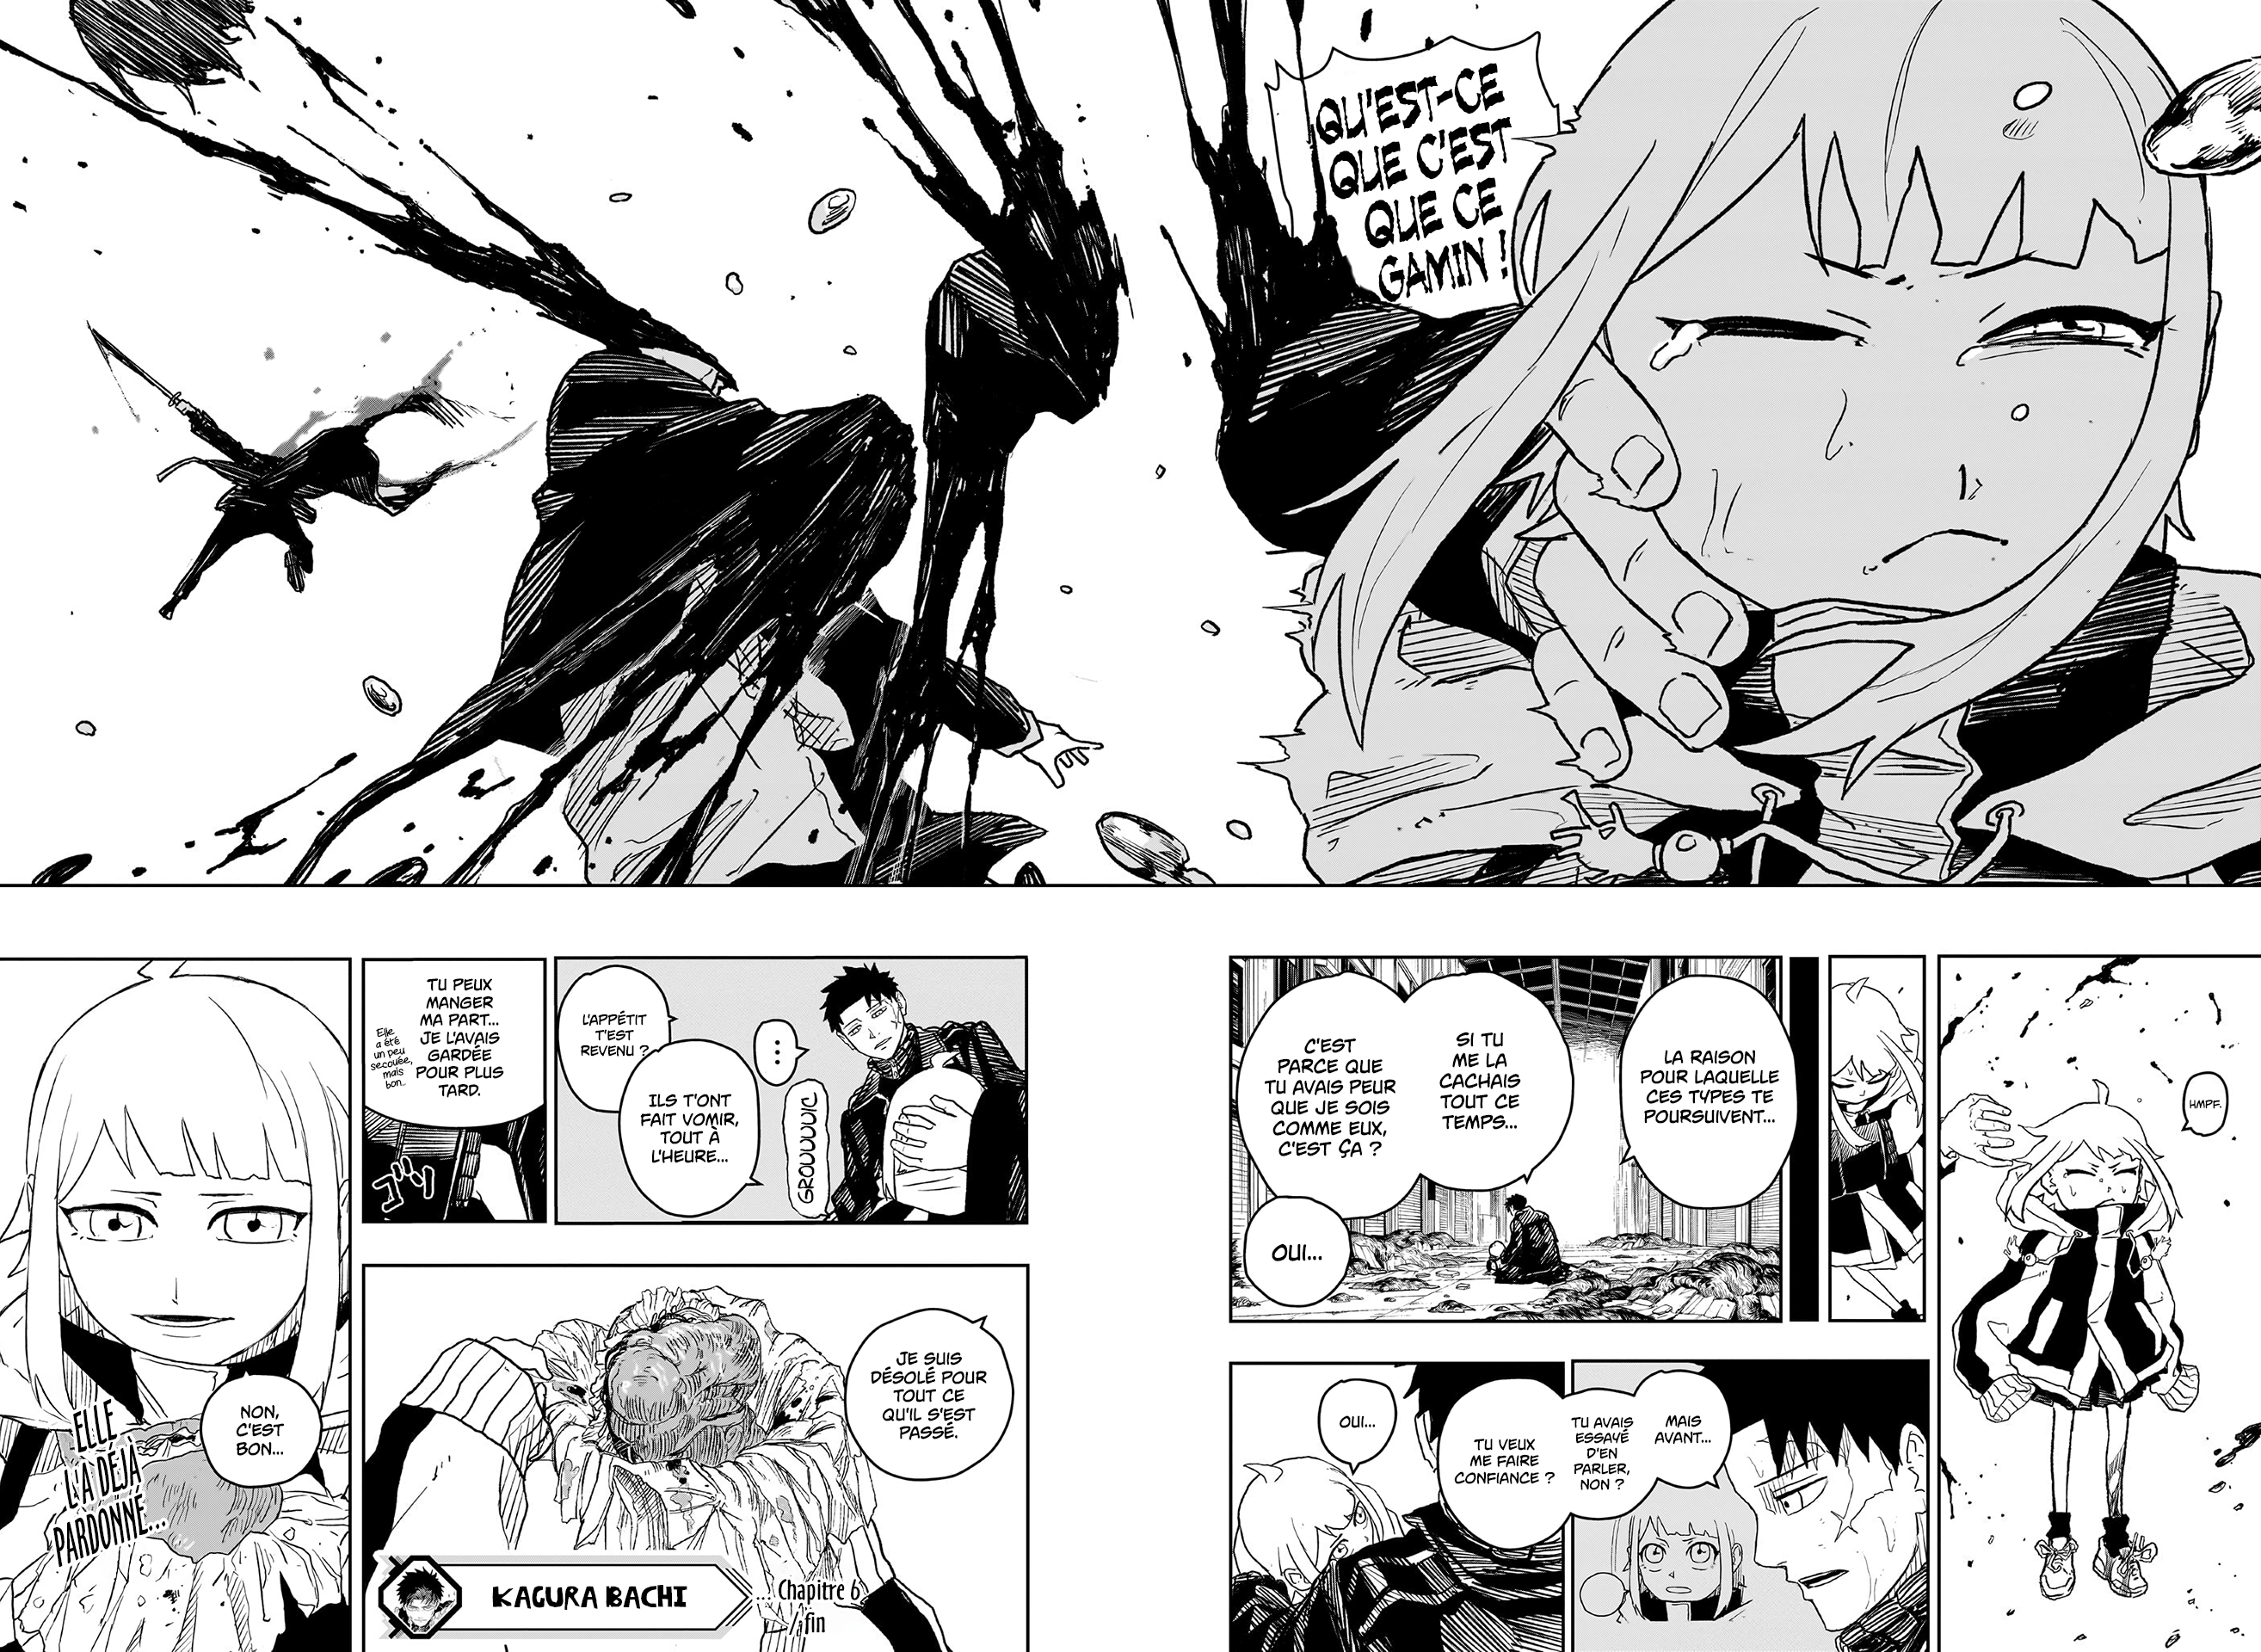 QU'EST-CE
QUE C'EST
QUE CE
GAMIN !
HMPF.
LA RAISON
POUR LAQUELLE
CES TYPES TE
POURSUIVENT...
SI TU
ME LA
CACHAIS
TOUT CE
TEMPS...
C'EST
PARCE QUE
TU AVAIS PEUR
QUE JE SOIS
COMME EUX,
C'EST ÇA ?
OUI...
MAIS
AVANT...
TU AVAIS
ESSAYÉ
D'EN
PARLER,
NON ?
TU VEUX
ME FAIRE
CONFIANCE ?
OUI...
...
GROUUUUIC
ILS T'ONT
FAIT VOMIR,
TOUT À
L'HEURE...
L'APPÉTIT
T'EST
REVENU ?
TU PEUX
MANGER
MA PART...
JE L'AVAIS
GARDÉE
POUR PLUS
TARD.
Elle
a été
un peu
secouée,
mais
bon...
ゴソ
JE SUIS
DÉSOLÉ POUR
TOUT CE
QU'IL S'EST
PASSÉ.
NON,
C'EST
BON...
ELLE
L'A DÉJÀ
PARDONNÉ...
KAGURA BACHI
... Chapitre 6
/ fin